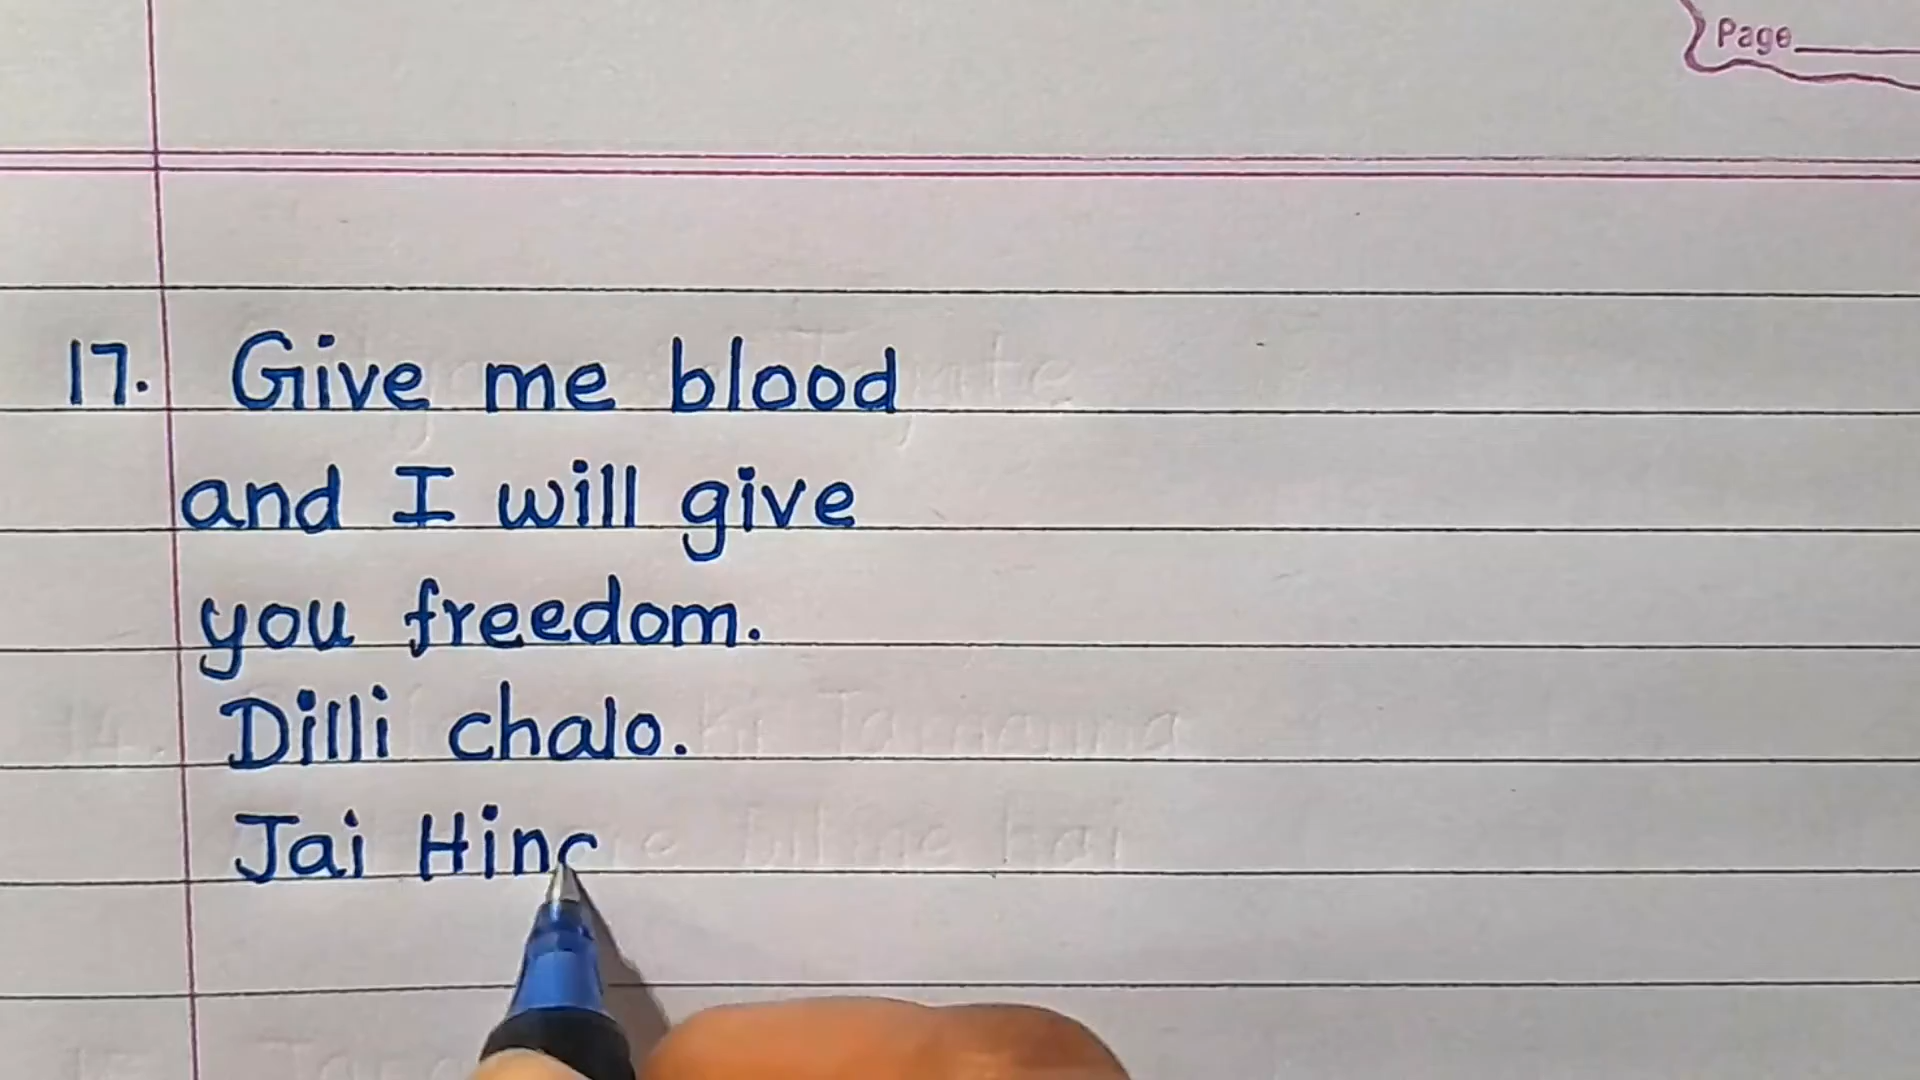 Page
17. Give me blood
and I will give
you freedom.
Dilli chalo.
Jai Hinc